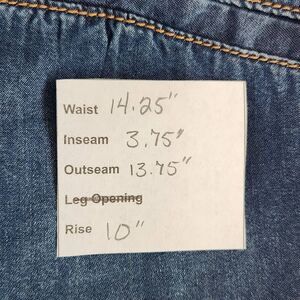 Waist 14.25"
Inseam 3.75"
Outseam 13.75"
Leg Opening
Rise 10"